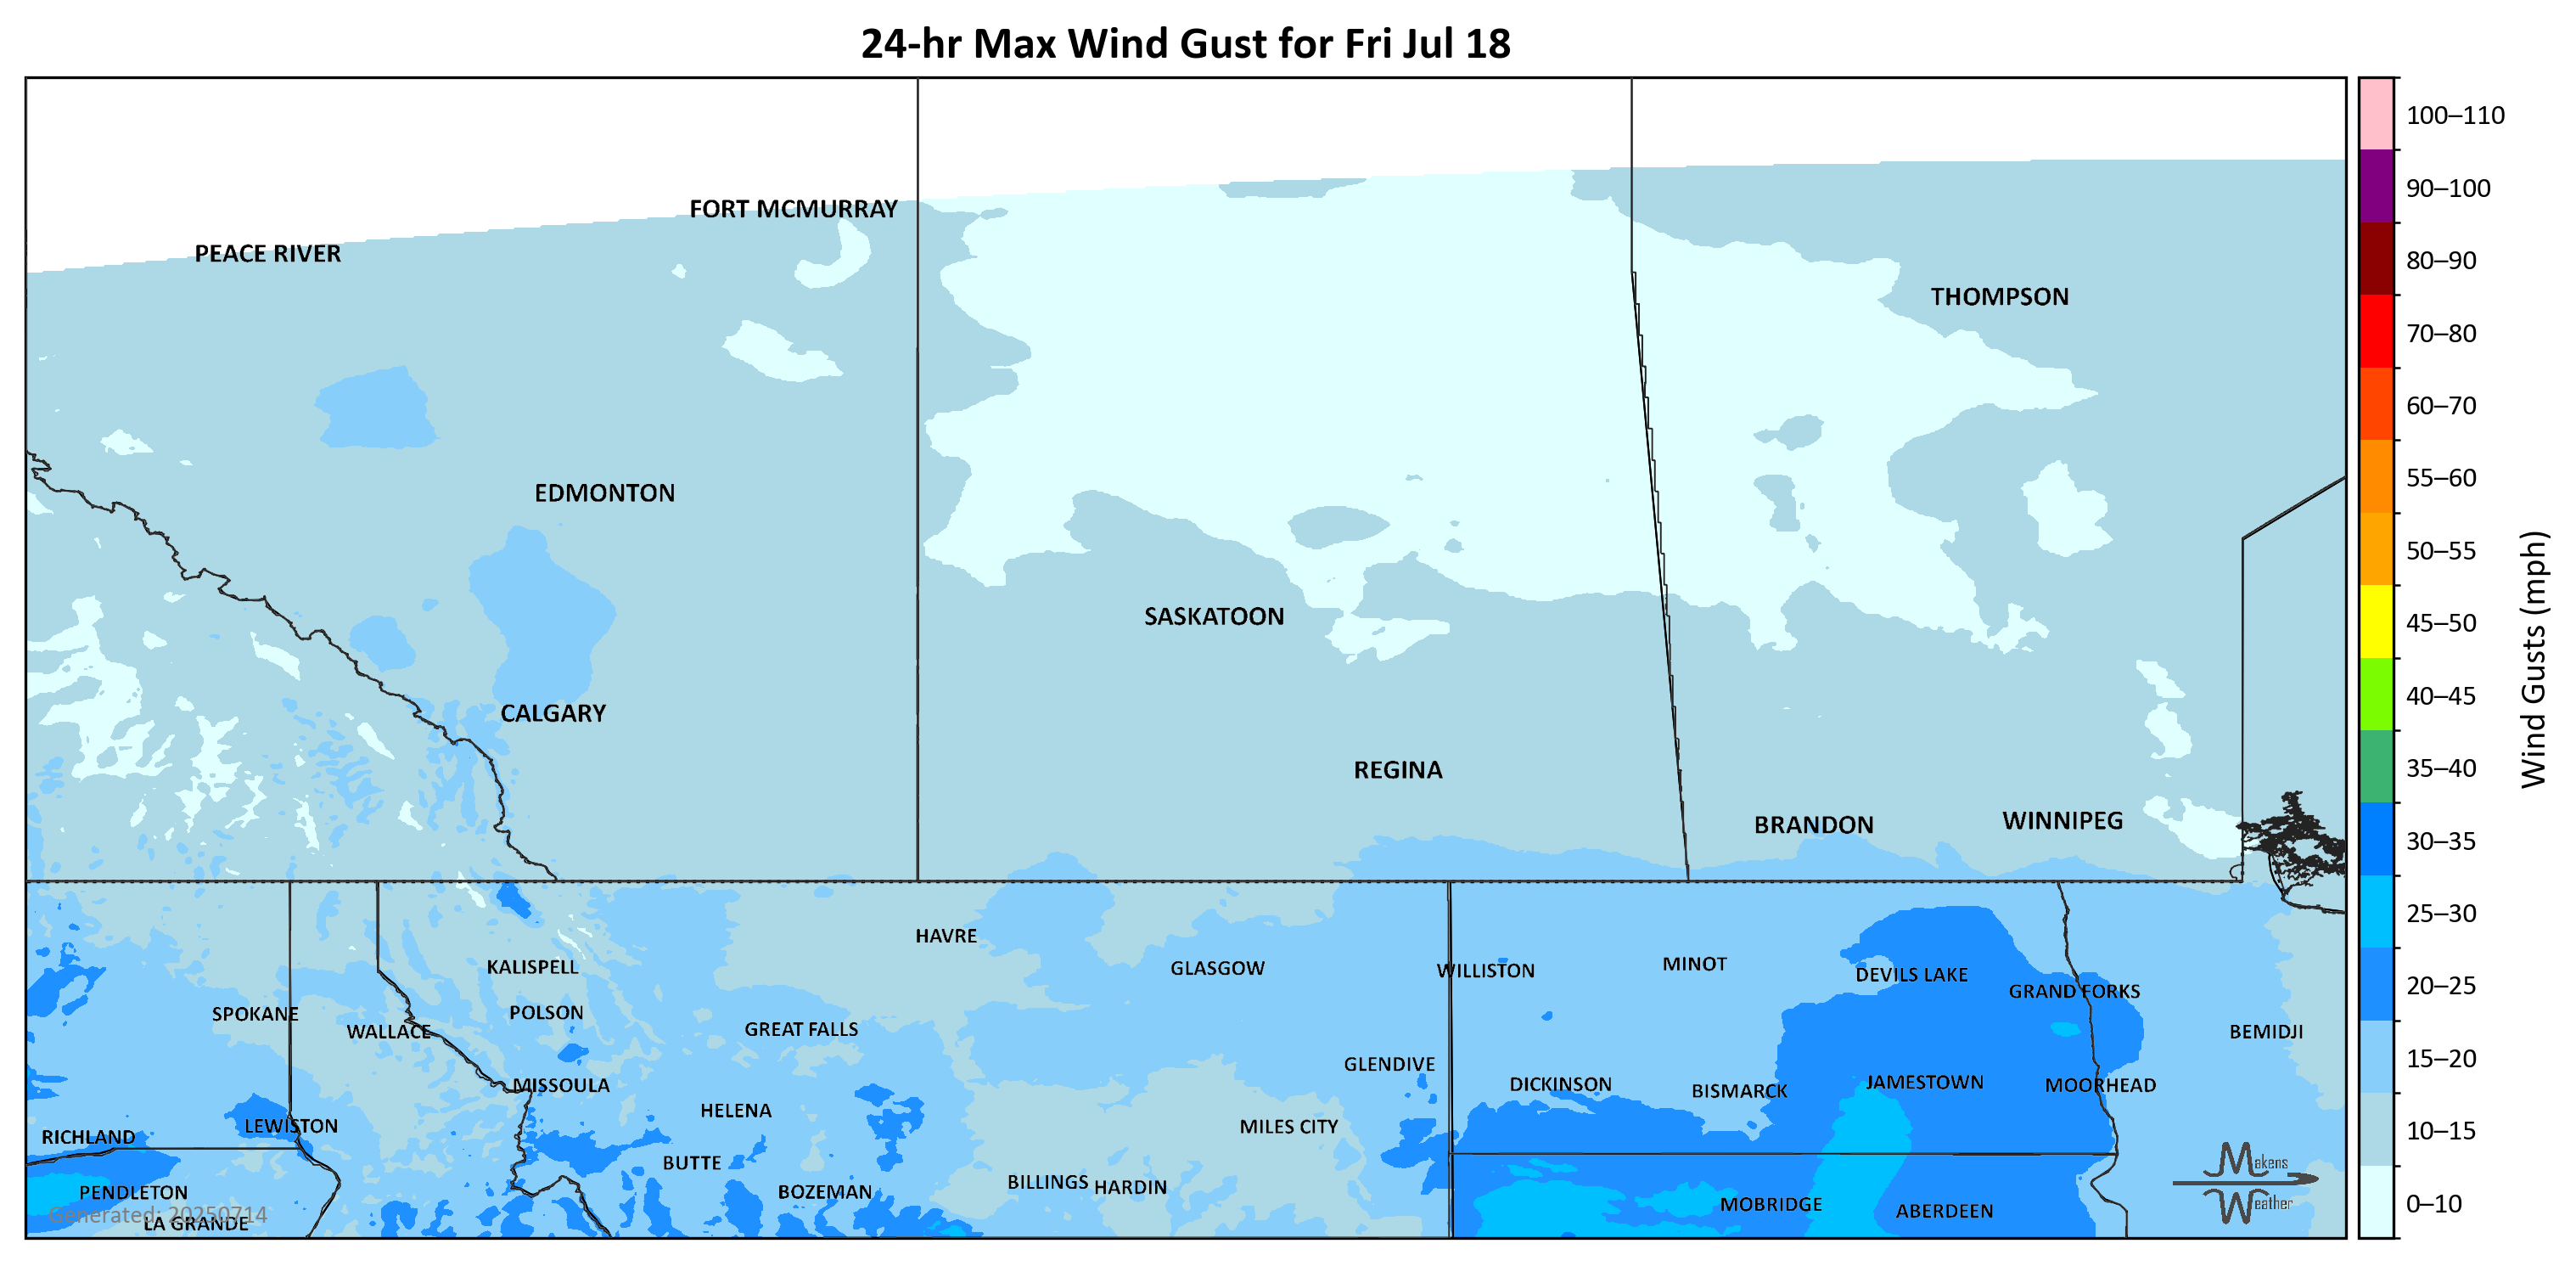 24-hr Max Wind Gust for Fri Jul 18
100–110
90–100
80–90
70–80
60–70
55–60
50–55
45–50
40–45
35–40
30–35
25–30
20–25
15–20
10–15
0–10
Wind Gusts (mph)
FORT MCMURRAY
PEACE RIVER
THOMPSON
EDMONTON
SASKATOON
CALGARY
REGINA
BRANDON
WINNIPEG
HAVRE
KALISPELL
GLASGOW
WILLISTON
MINOT
DEVILS LAKE
GRAND FORKS
SPOKANE
POLSON
WALLACE
GREAT FALLS
BEMIDJI
GLENDIVE
MISSOULA
DICKINSON
BISMARCK
JAMESTOWN
MOORHEAD
HELENA
LEWISTON
MILES CITY
RICHLAND
BUTTE
PENDLETON
BOZEMAN
BILLINGS
HARDIN
MOBRIDGE
ABERDEEN
Generated: 20250714
LA GRANDE
Makens
Weather